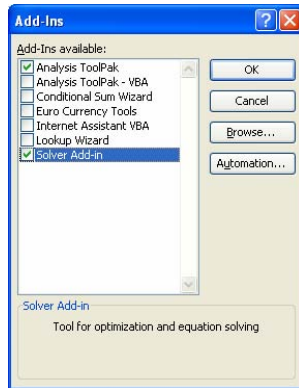 Add-Ins
Add-Ins available:
Analysis ToolPak
Analysis ToolPak - VBA
Conditional Sum Wizard
Euro Currency Tools
Internet Assistant VBA
Lookup Wizard
Solver Add-in
OK
Cancel
Browse...
Automation...
Solver Add-in
Tool for optimization and equation solving